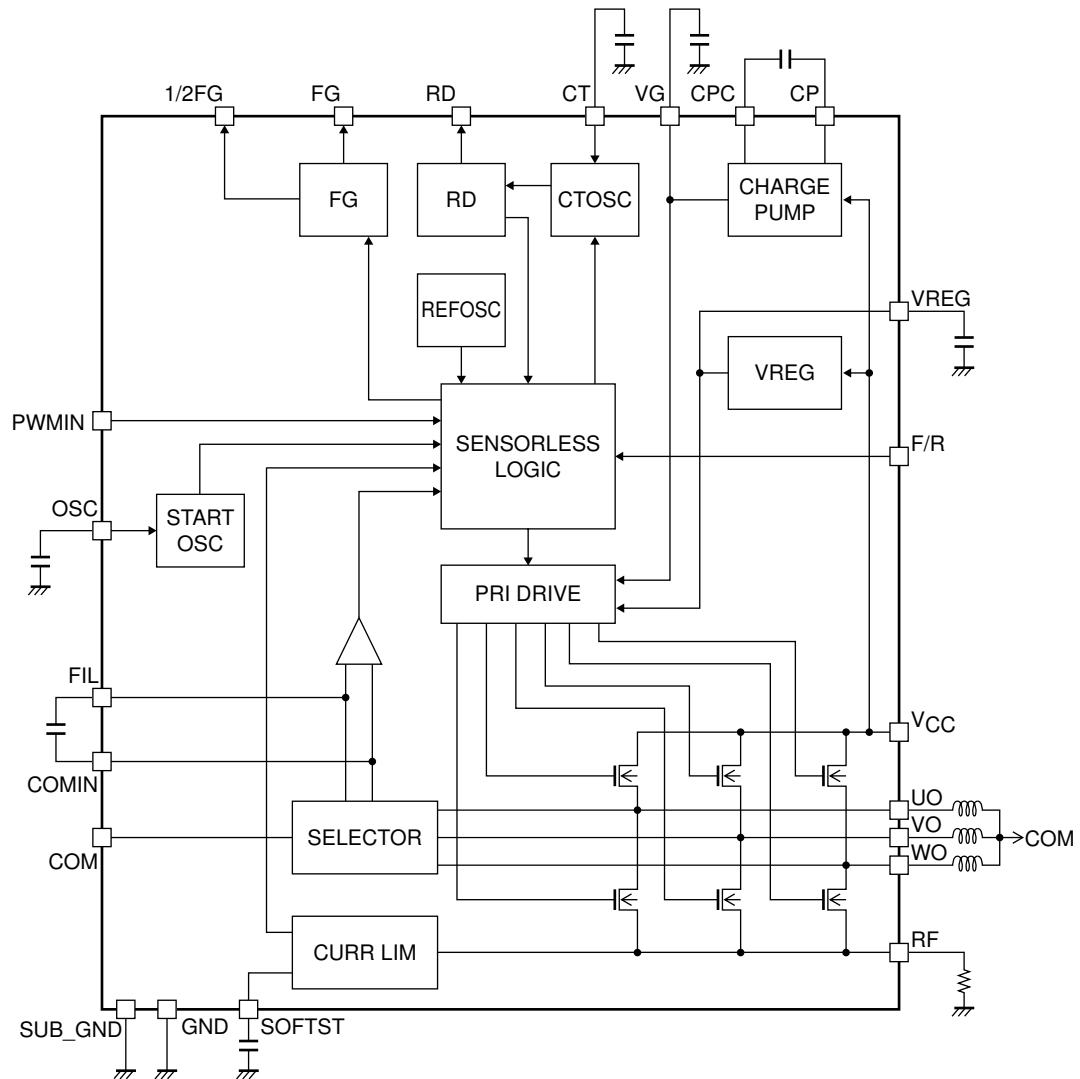 1/2FG
FG
RD
CT
VG
CPC
CP
FG
RD
CTOSC
CHARGE
PUMP
REFOSC
VREG
VREG
PWMIN
SENSORLESS
LOGIC
F/R
OSC
START
OSC
PRI DRIVE
FIL
VCC
COMIN
UO
SELECTOR
VO
COM
COM
WO
CURR LIM
RF
SUB_GND
GND
SOFTST